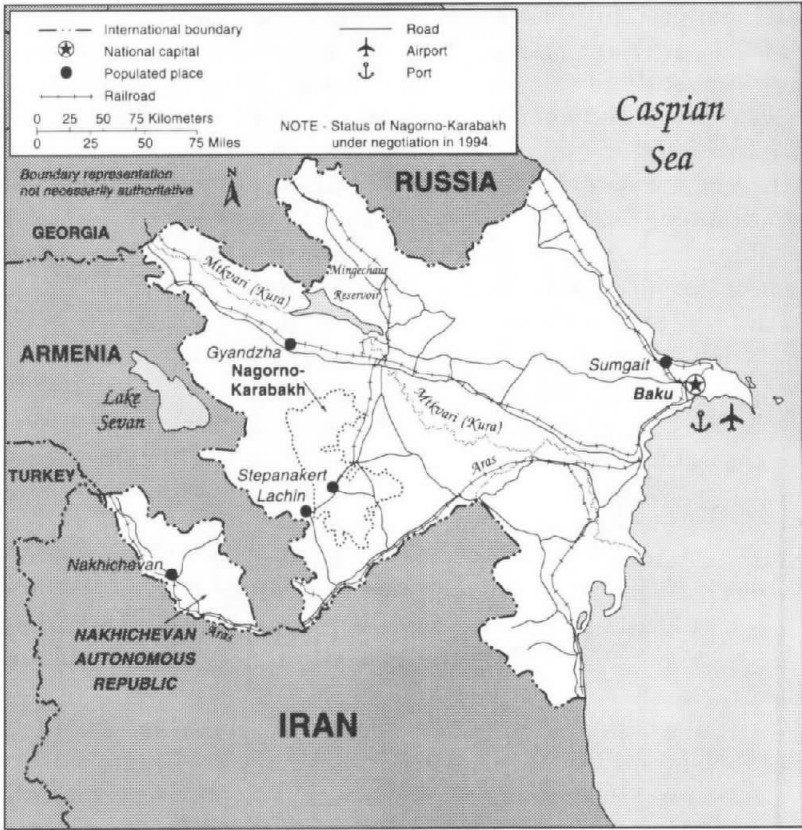 International boundary
National capital
Populated place
Railroad
0 25 50 75 Kilometers
0 25 50 75 Miles
Road
Airport
Port
NOTE - Status of Nagorno-Karabakh
under negotiation in 1994.
Boundary representation
not necessarily authoritative
N
Caspian
Sea
RUSSIA
GEORGIA
Mtkvari (Kura)
Mingechaur
Reservoir
ARMENIA
Gyandzha
Nagorno-
Karabakh
Sumgait
Baku
Lake
Sevan
Mtkvari (Kura)
Aras
TURKEY
Stepanakert
Lachin
Nakhichevan
Aras
NAKHICHEVAN
AUTONOMOUS
REPUBLIC
IRAN